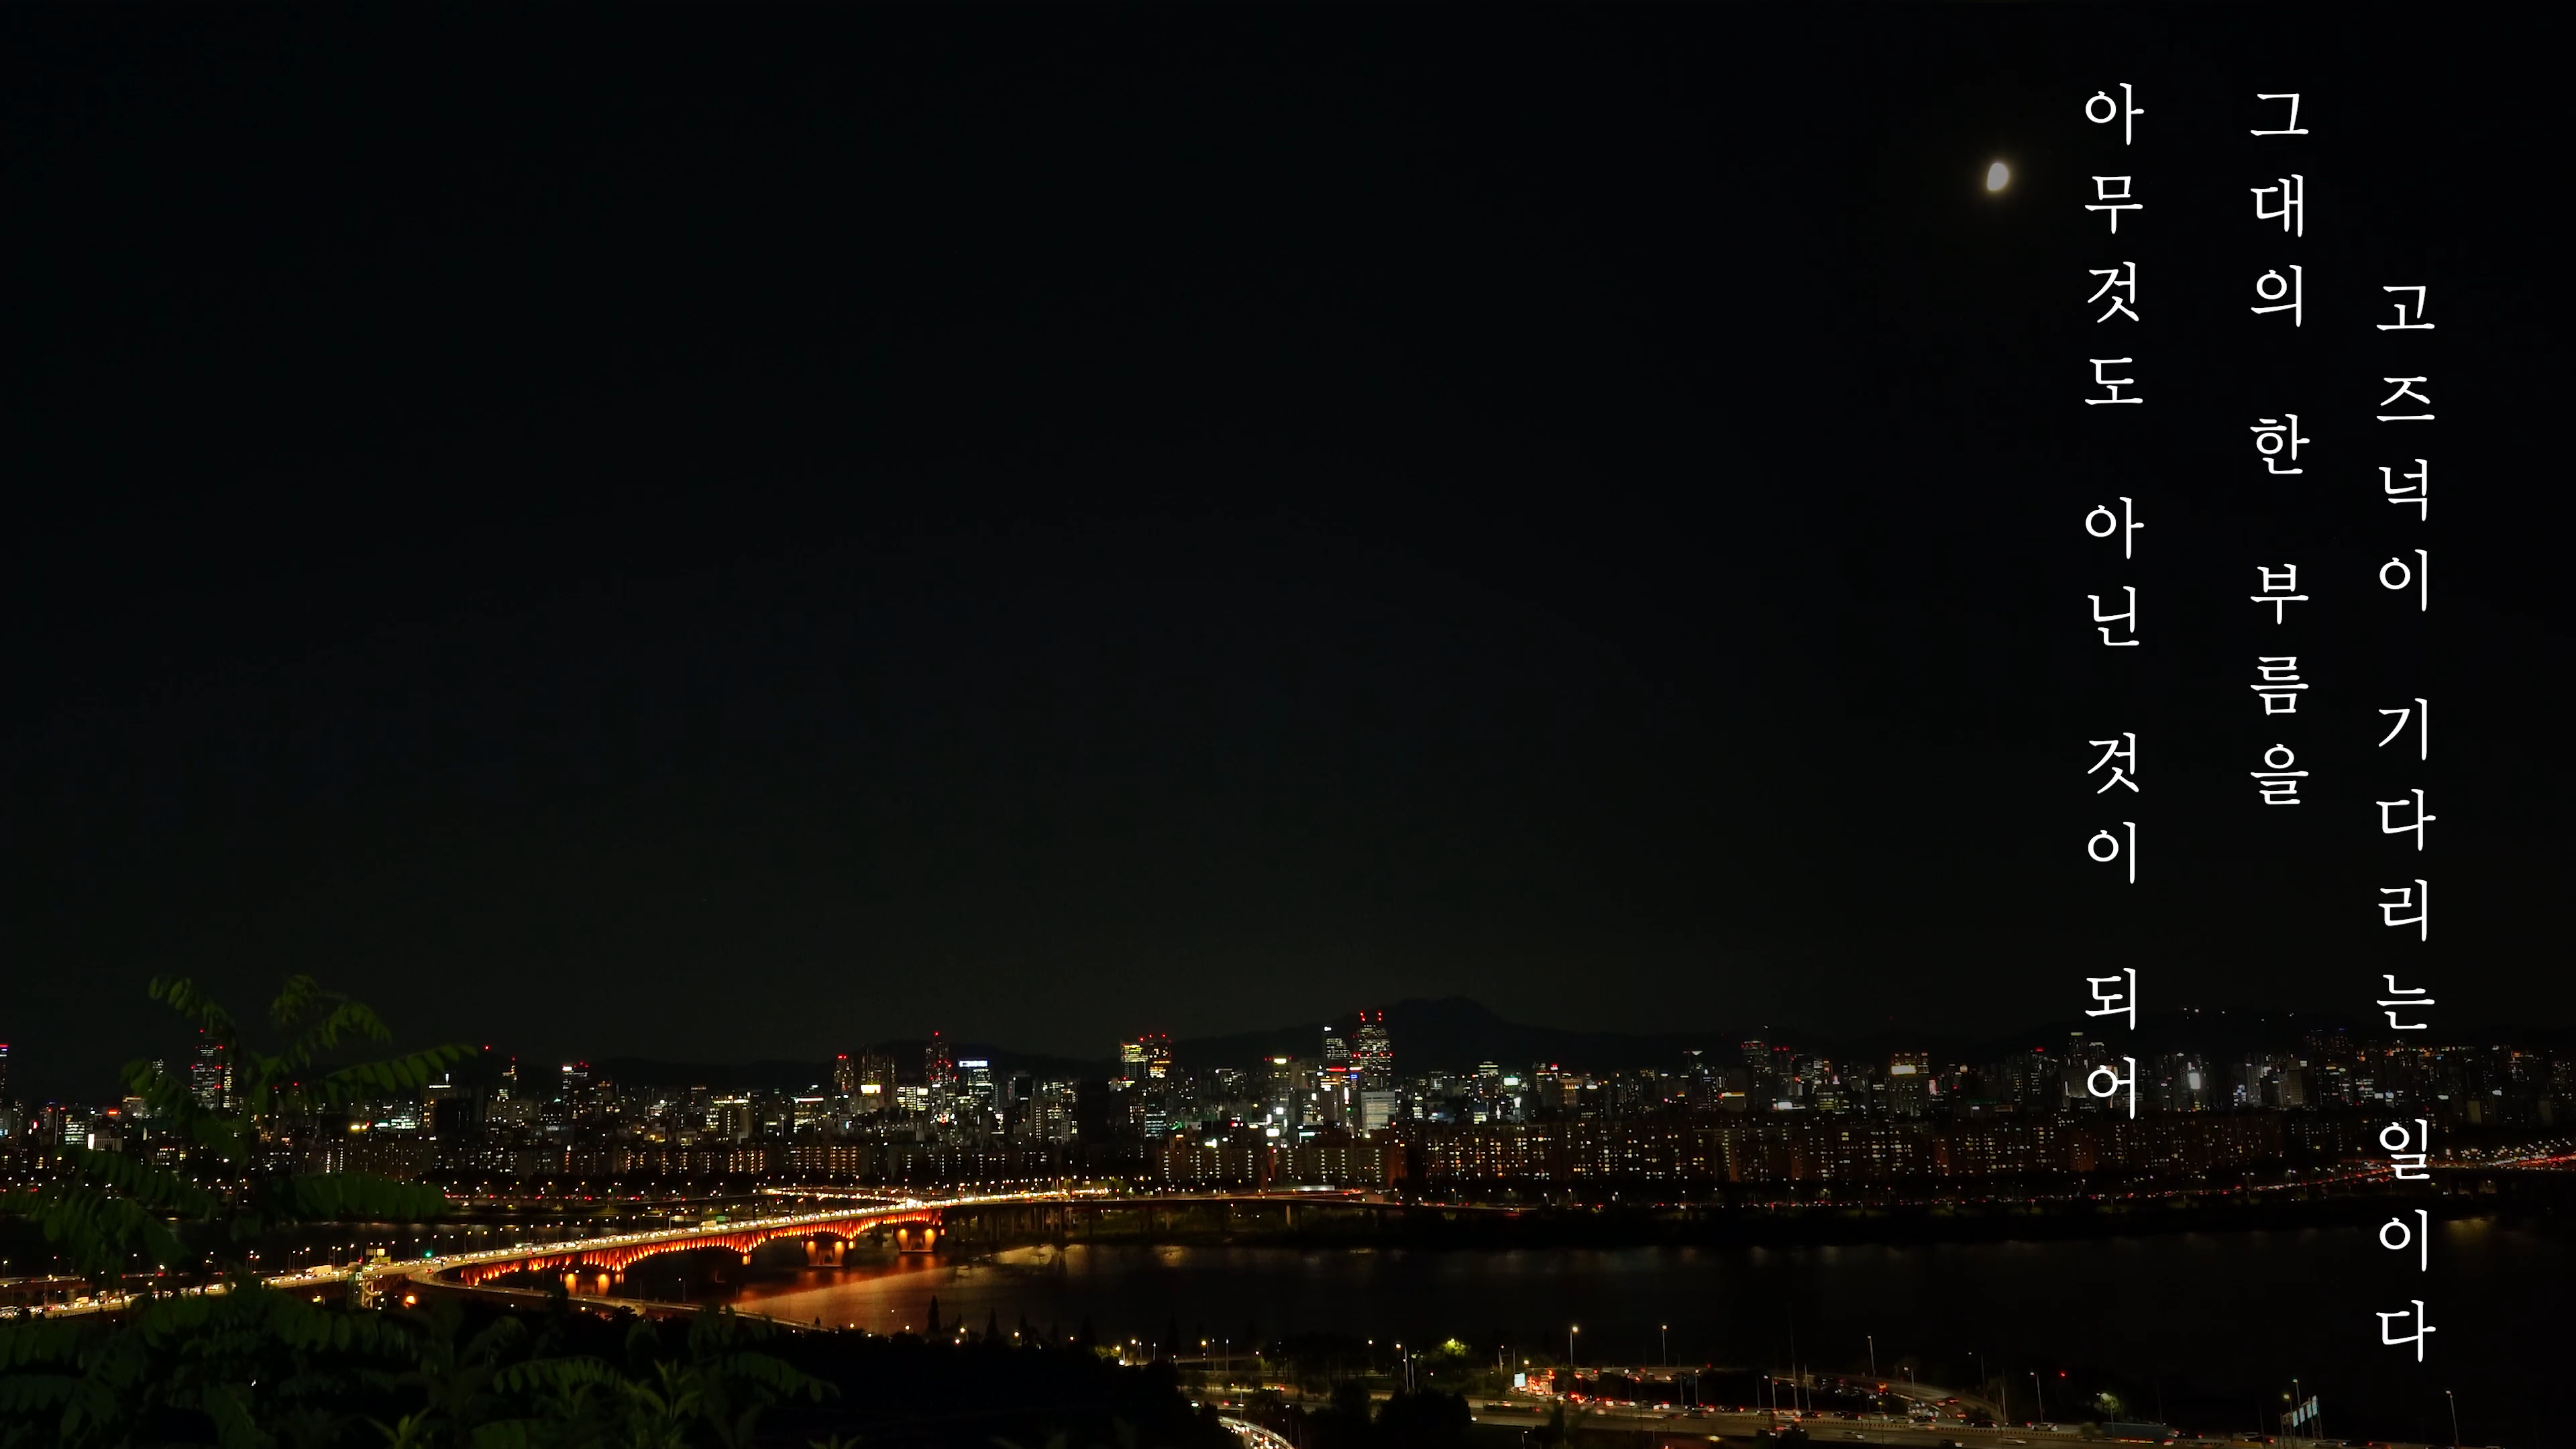 아무것도 아닌 것이 되어
그대의 한 부름을
고즈넉이 기다리는 일이다